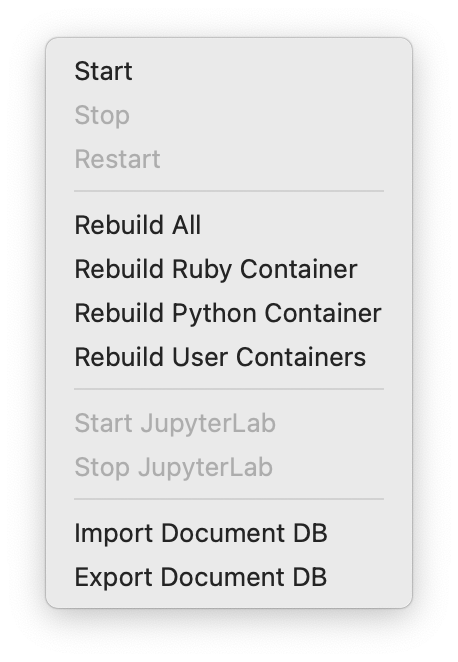 Start
Stop
Restart
Rebuild All
Rebuild Ruby Container
Rebuild Python Container
Rebuild User Containers
Start JupyterLab
Stop JupyterLab
Import Document DB
Export Document DB